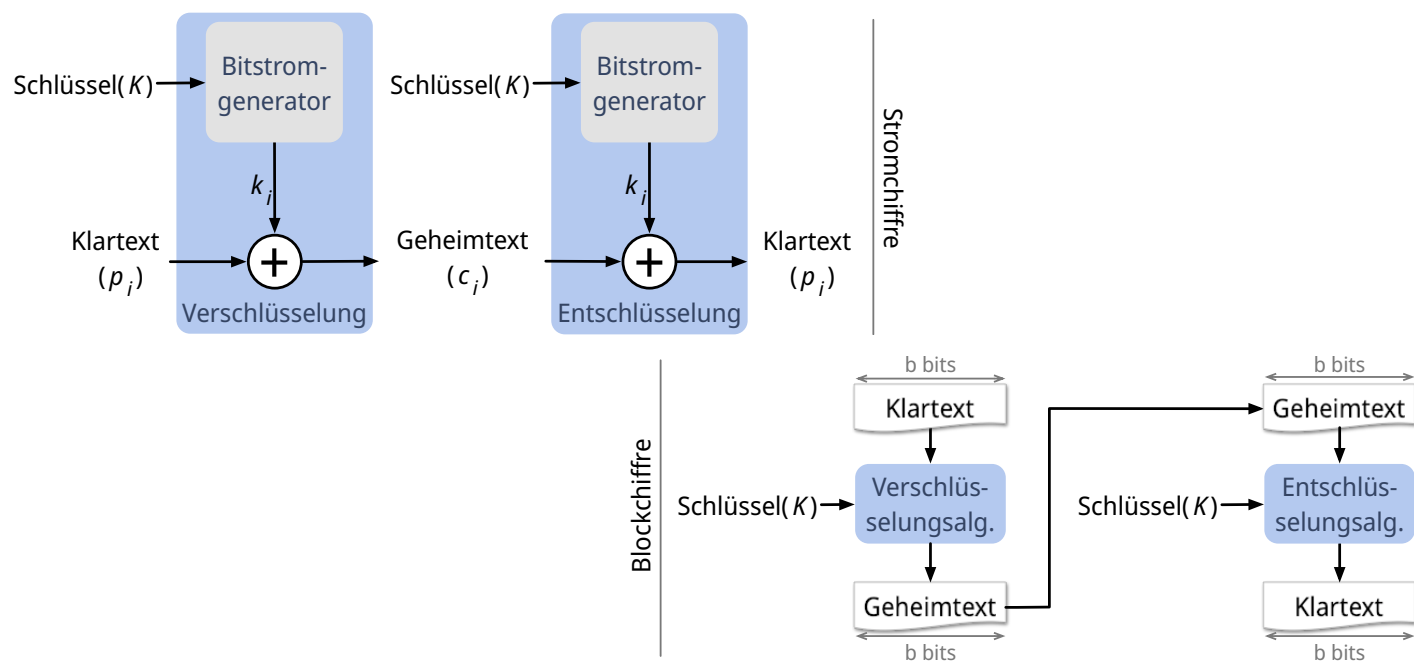 Schlüssel(K)
Bitstrom-
generator
k i
Klartext
(p i)
+
Verschlüsselung
Schlüssel(K)
Bitstrom-
generator
k i
Geheimtext
(c i)
+
Entschlüsselung
Klartext
(p i)
Stromchiffre
Blockchiffre
b bits
Klartext
Schlüssel(K)
Verschlüs-
selungsalg.
Geheimtext
b bits
b bits
Geheimtext
Schlüssel(K)
Entschlüs-
selungsalg.
Klartext
b bits